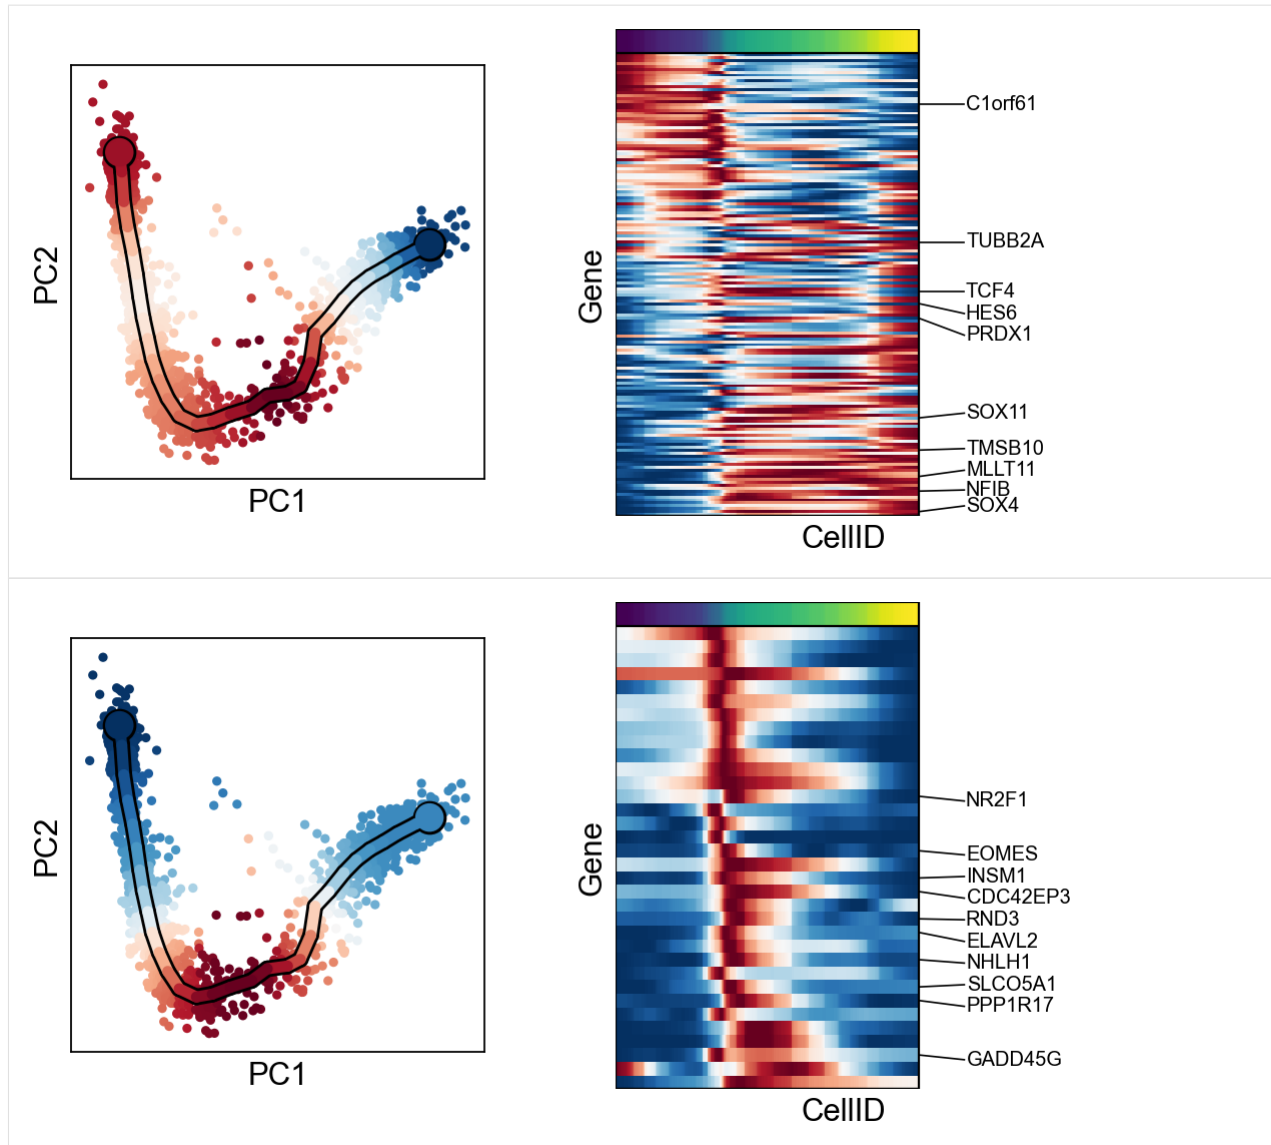 PC2
PC1
Gene
CellID
C1orf61
TUBB2A
TCF4
HES6
PRDX1
SOX11
TMSB10
MLLT11
NFIB
SOX4
PC2
PC1
Gene
CellID
NR2F1
EOMES
INSM1
CDC42EP3
RND3
ELAVL2
NHLH1
SLCO5A1
PPP1R17
GADD45G